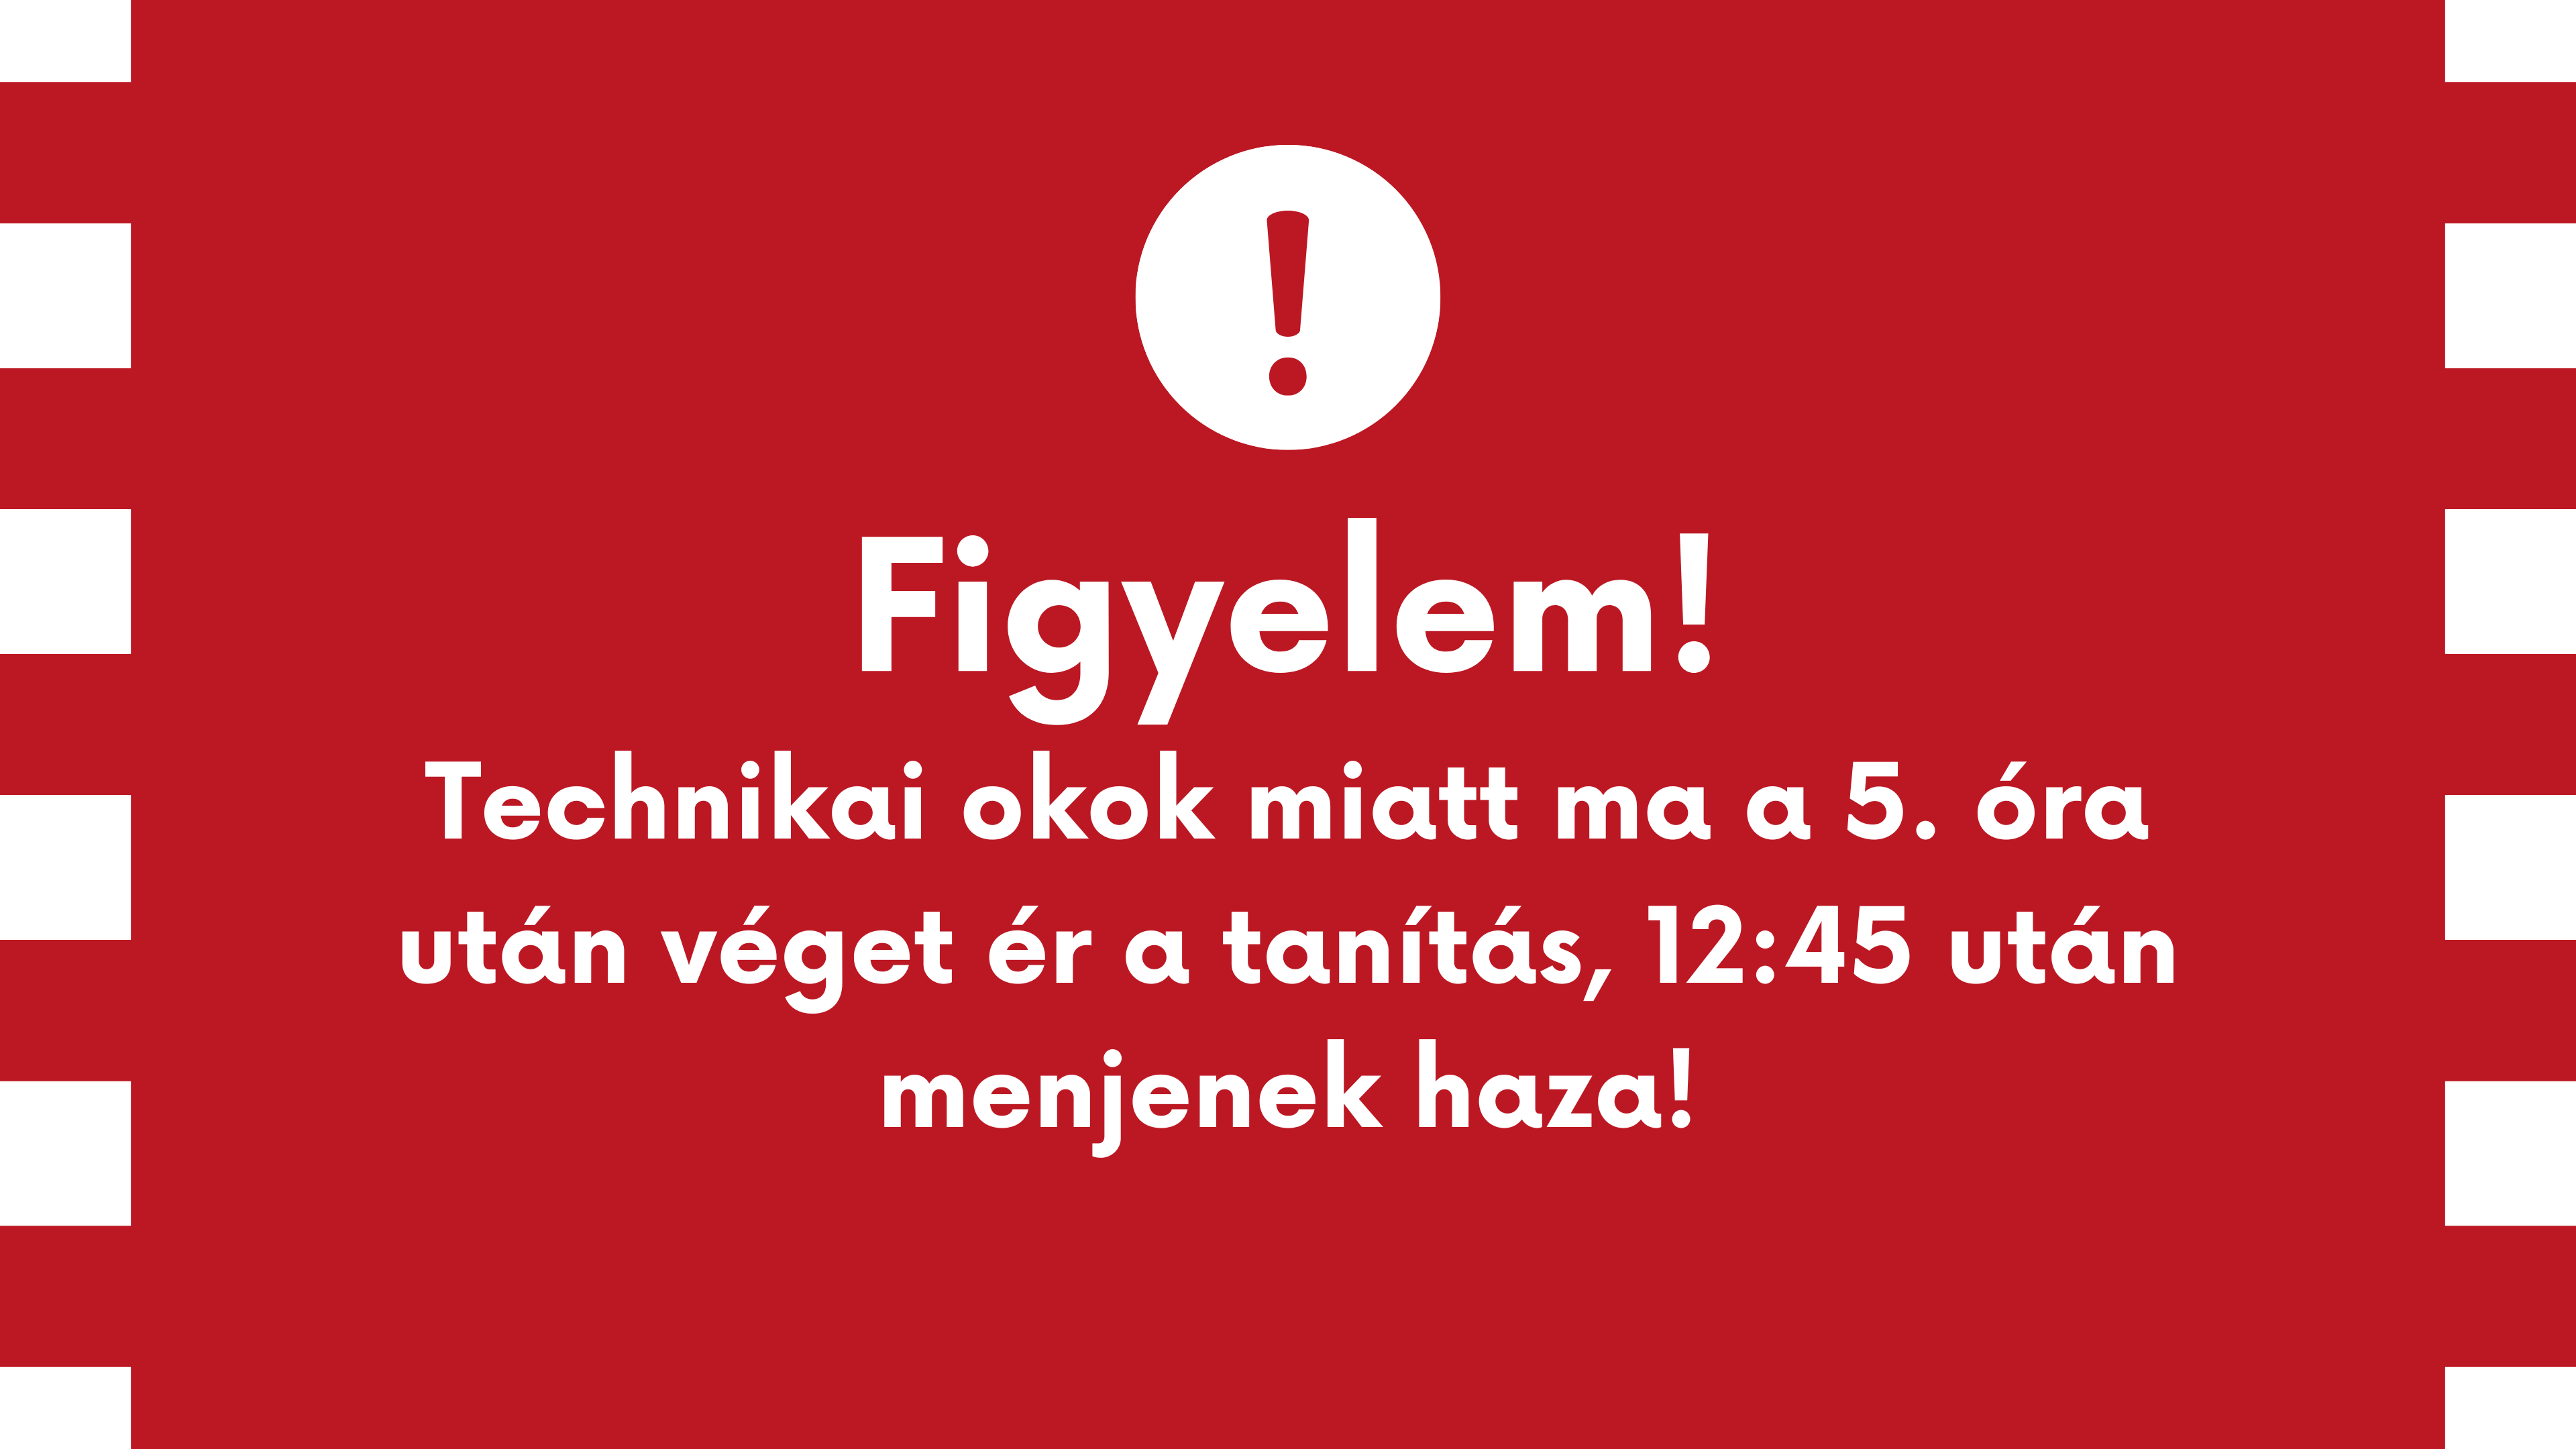 !
Figyelem!
Technikai okok miatt ma a 5. óra
után véget ér a tanítás, 12:45 után
menjenek haza!